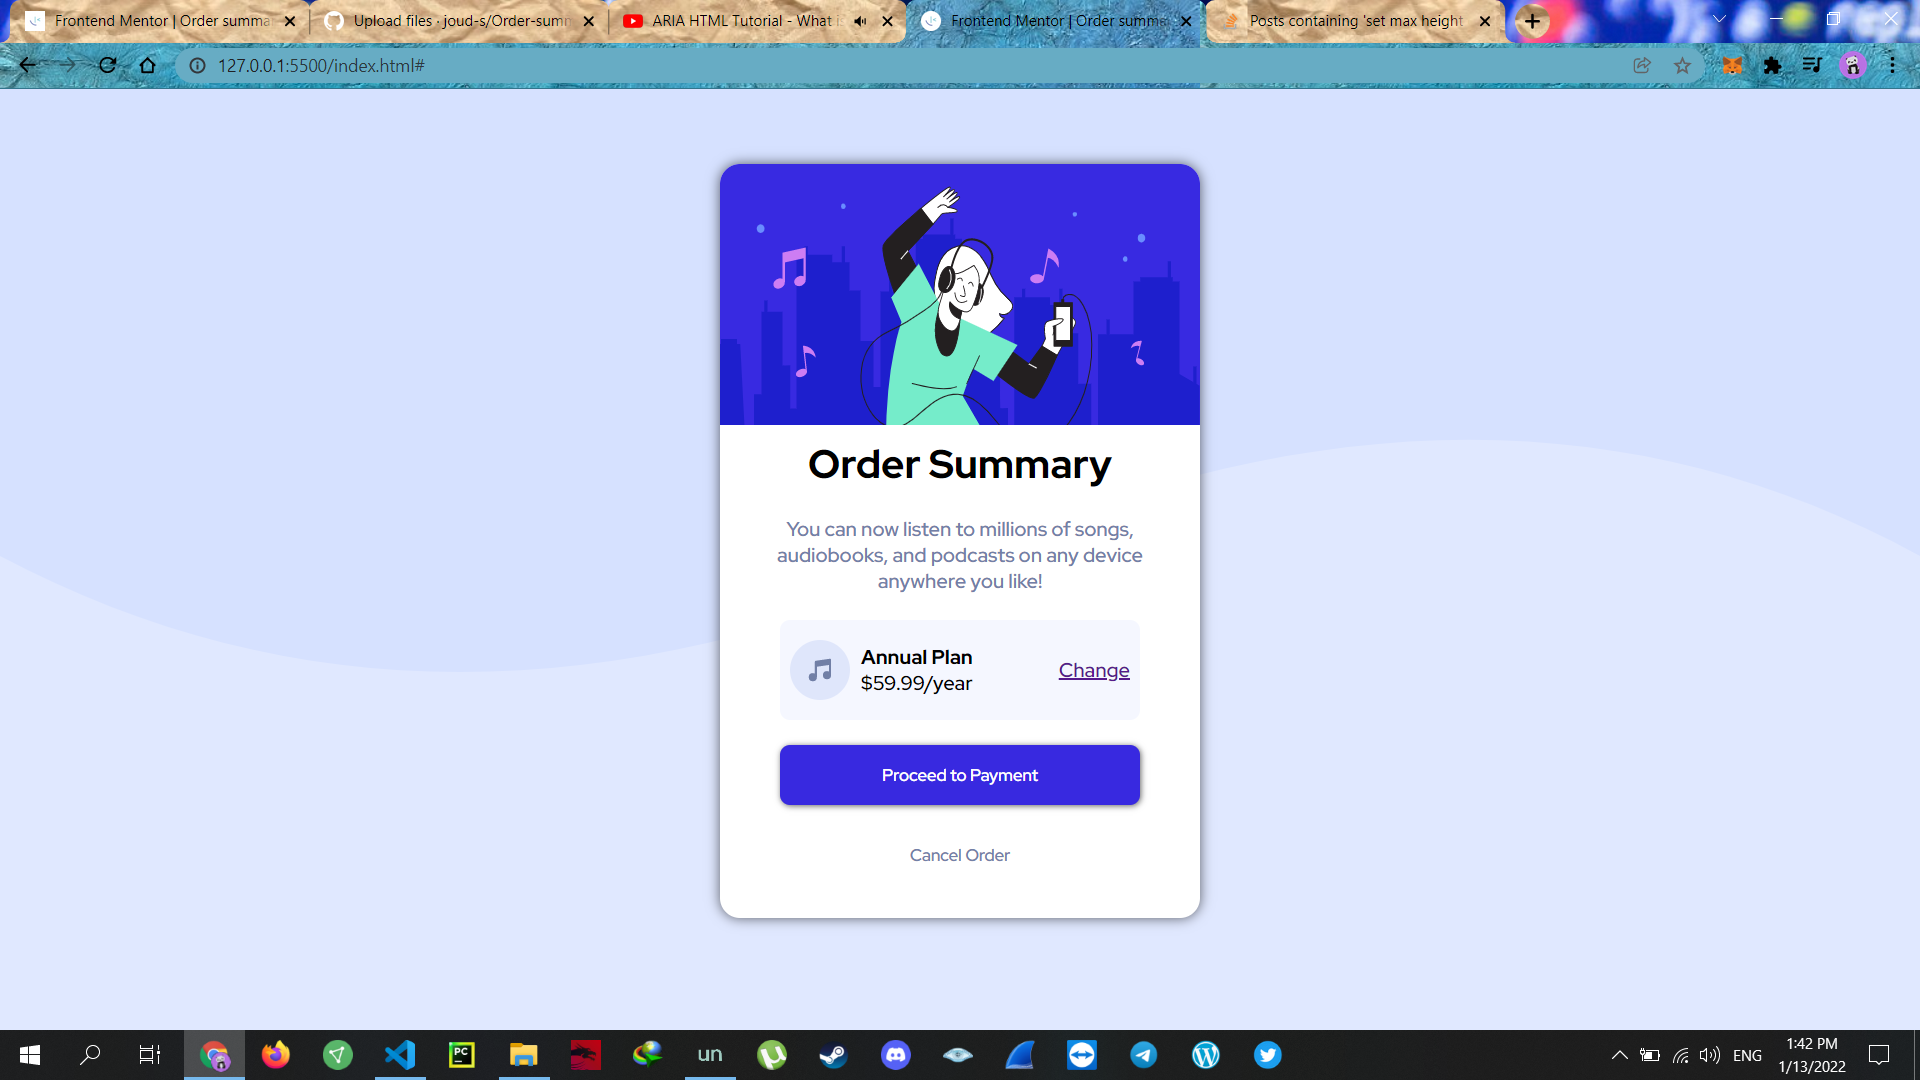 Frontend Mentor | Order summa
Upload files · joud-s/Order-summ
ARIA HTML Tutorial - What is
Frontend Mentor | Order summa
Posts containing 'set max height
127.0.0.1:5500/index.html#
Order Summary
You can now listen to millions of songs,
audiobooks, and podcasts on any device
anywhere you like!
Annual Plan
$59.99/year
Change
Proceed to Payment
Cancel Order
PC
un
ENG
1:42 PM
1/13/2022